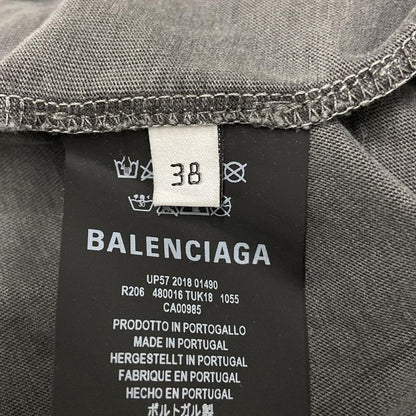 38
BALENCIAGA
UP57 2018 01490
R206 480016 TUK18 1055
CA00985
PRODOTTO IN PORTOGALLO
MADE IN PORTUGAL
HERGESTELLT IN PORTUGAL
FABRIQUE EN PORTUGAL
HECHO EN PORTUGAL
ポルトガル製